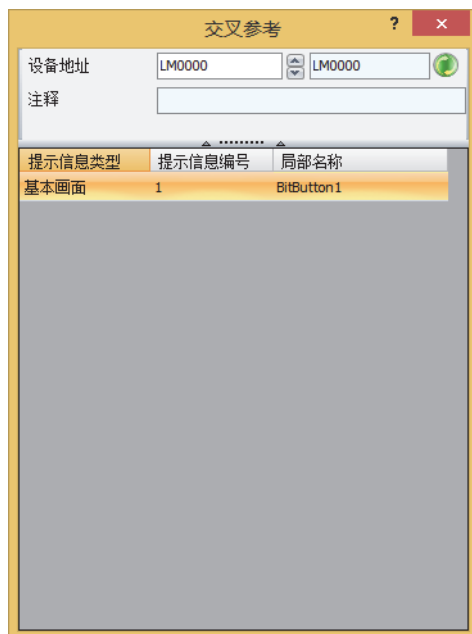 交叉参考 ?
设备地址 LM0000 LM0000
注释
提示信息类型 提示信息编号 局部名称
基本画面 1 BitButton1